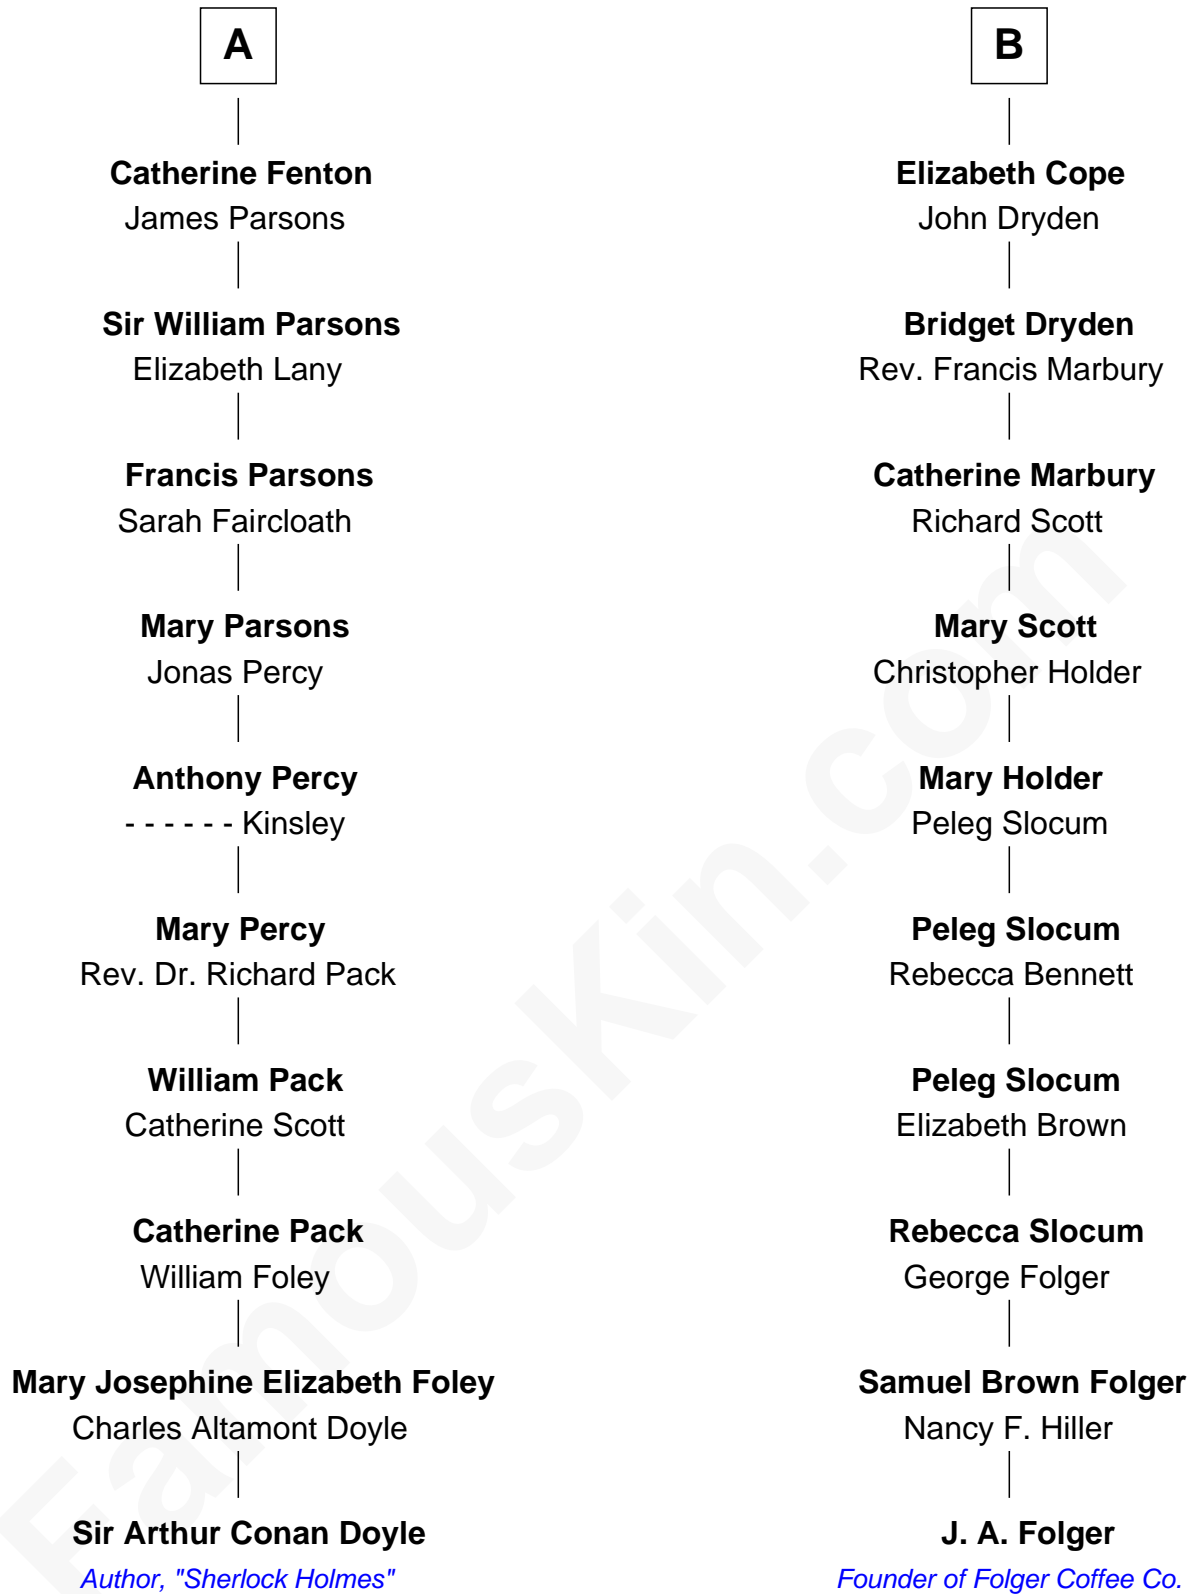 A
Catherine Fenton
James Parsons
Sir William Parsons
Elizabeth Lany
Francis Parsons
Sarah Faircloath
Mary Parsons
Jonas Percy
Anthony Percy
- - - - - - Kinsley
Mary Percy
Rev. Dr. Richard Pack
William Pack
Catherine Scott
Catherine Pack
William Foley
Mary Josephine Elizabeth Foley
Charles Altamont Doyle
Sir Arthur Conan Doyle
Author, "Sherlock Holmes"
B
Elizabeth Cope
John Dryden
Bridget Dryden
Rev. Francis Marbury
Catherine Marbury
Richard Scott
Mary Scott
Christopher Holder
Mary Holder
Peleg Slocum
Peleg Slocum
Rebecca Bennett
Peleg Slocum
Elizabeth Brown
Rebecca Slocum
George Folger
Samuel Brown Folger
Nancy F. Hiller
J. A. Folger
Founder of Folger Coffee Co.
FamousKin.com